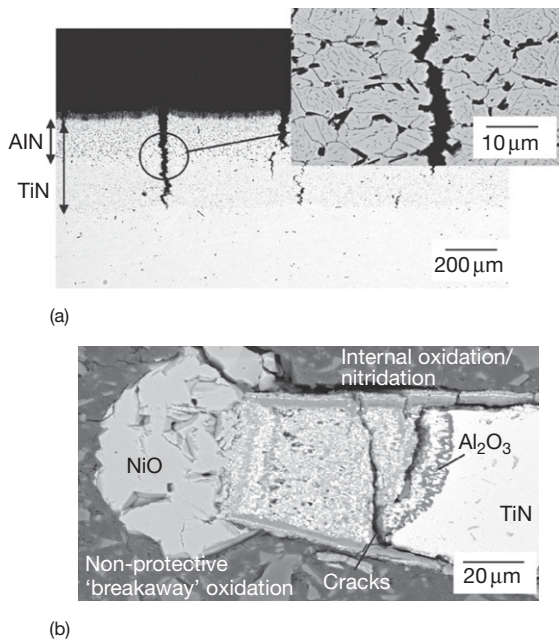 AlN
TiN
10 μm
200 μm
(a)
Internal oxidation/
nitridation
NiO
Al₂O₃
TiN
Non-protective
‘breakaway’ oxidation
Cracks
20 μm
(b)